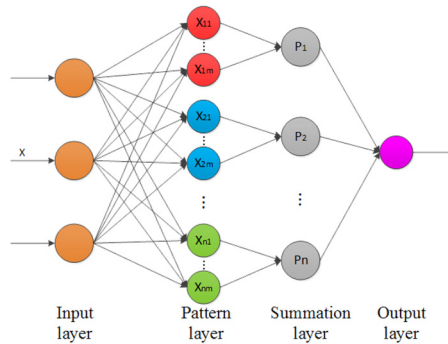 X11
X1m
P1
X21
X2m
P2
X
Xn1
Xnm
Pn
Input layer
Pattern layer
Summation layer
Output layer